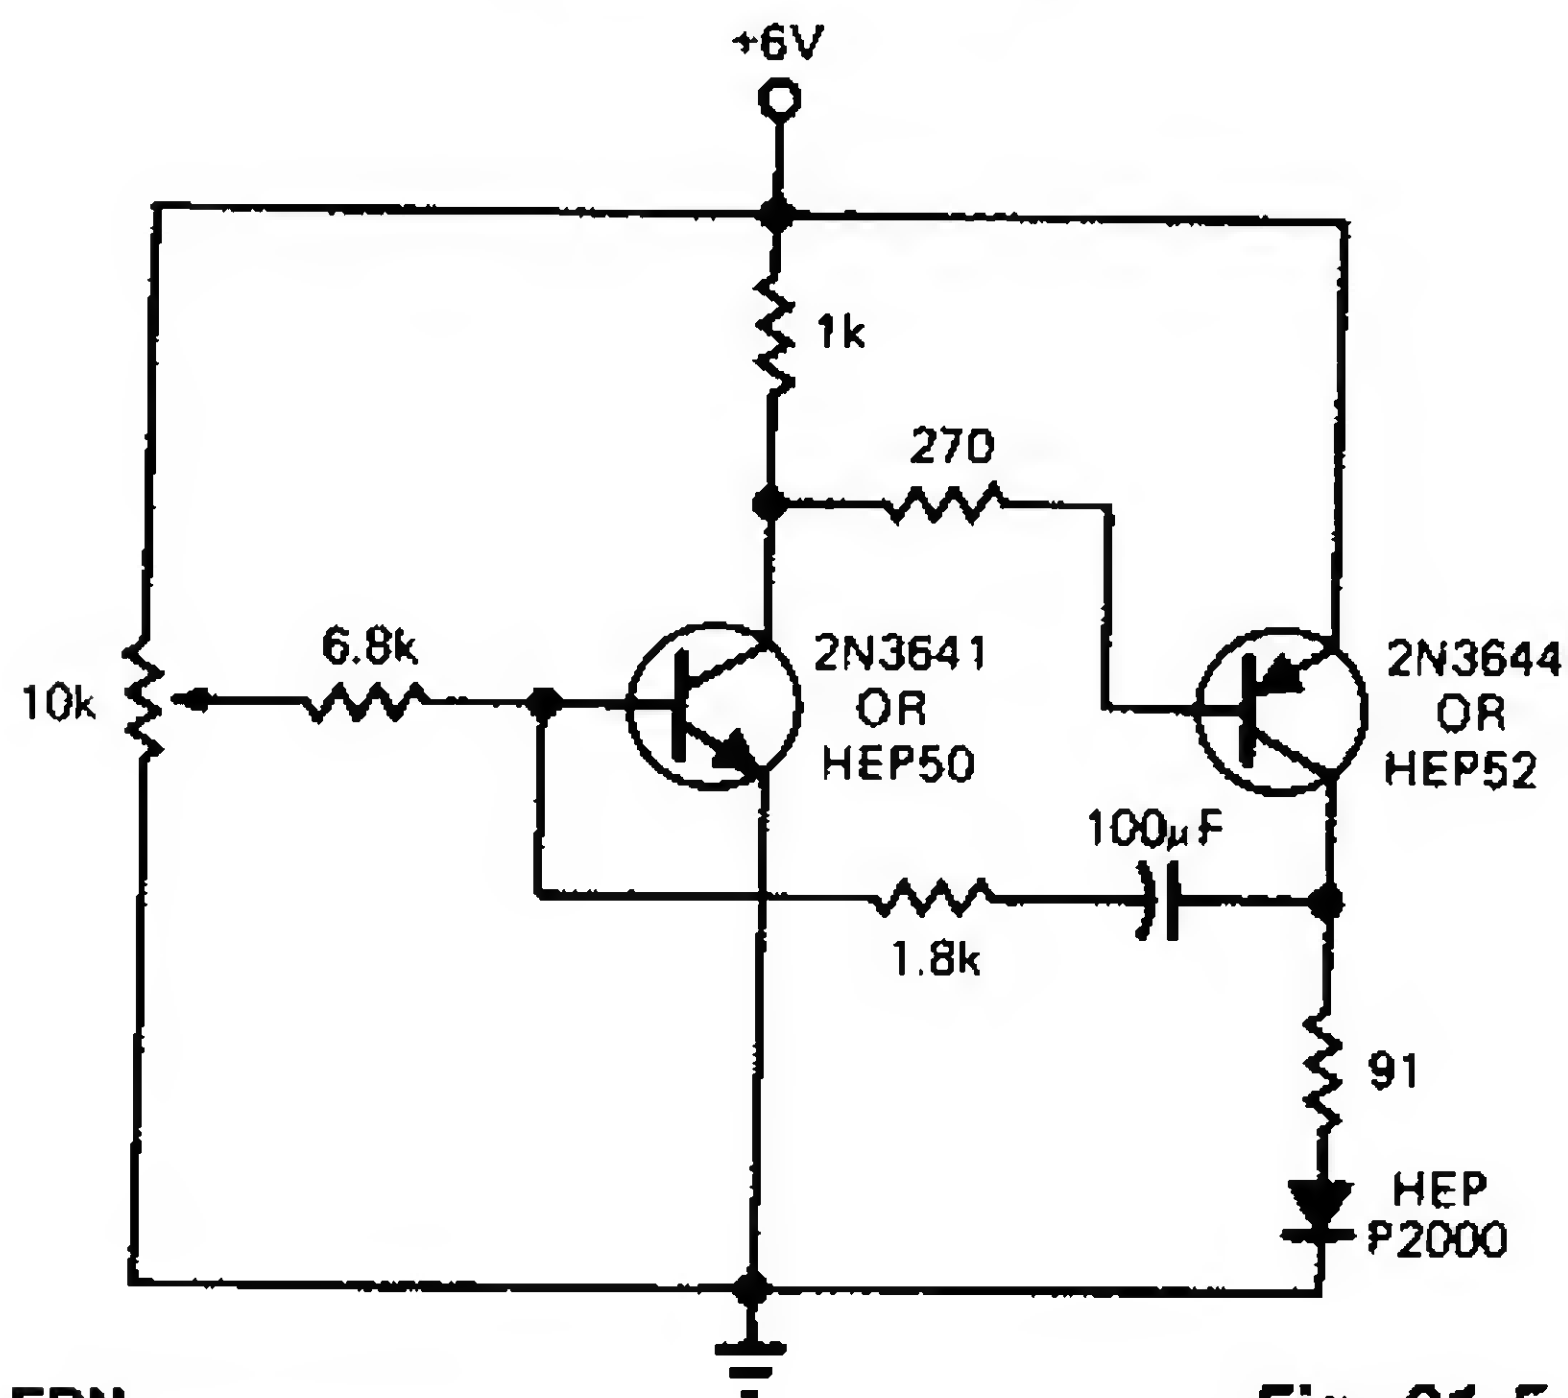 +6V
1k
270
6.8k
10k
2N3641
OR
HEP50
2N3644
OR
HEP52
100μF
1.8k
91
HEP
P2000